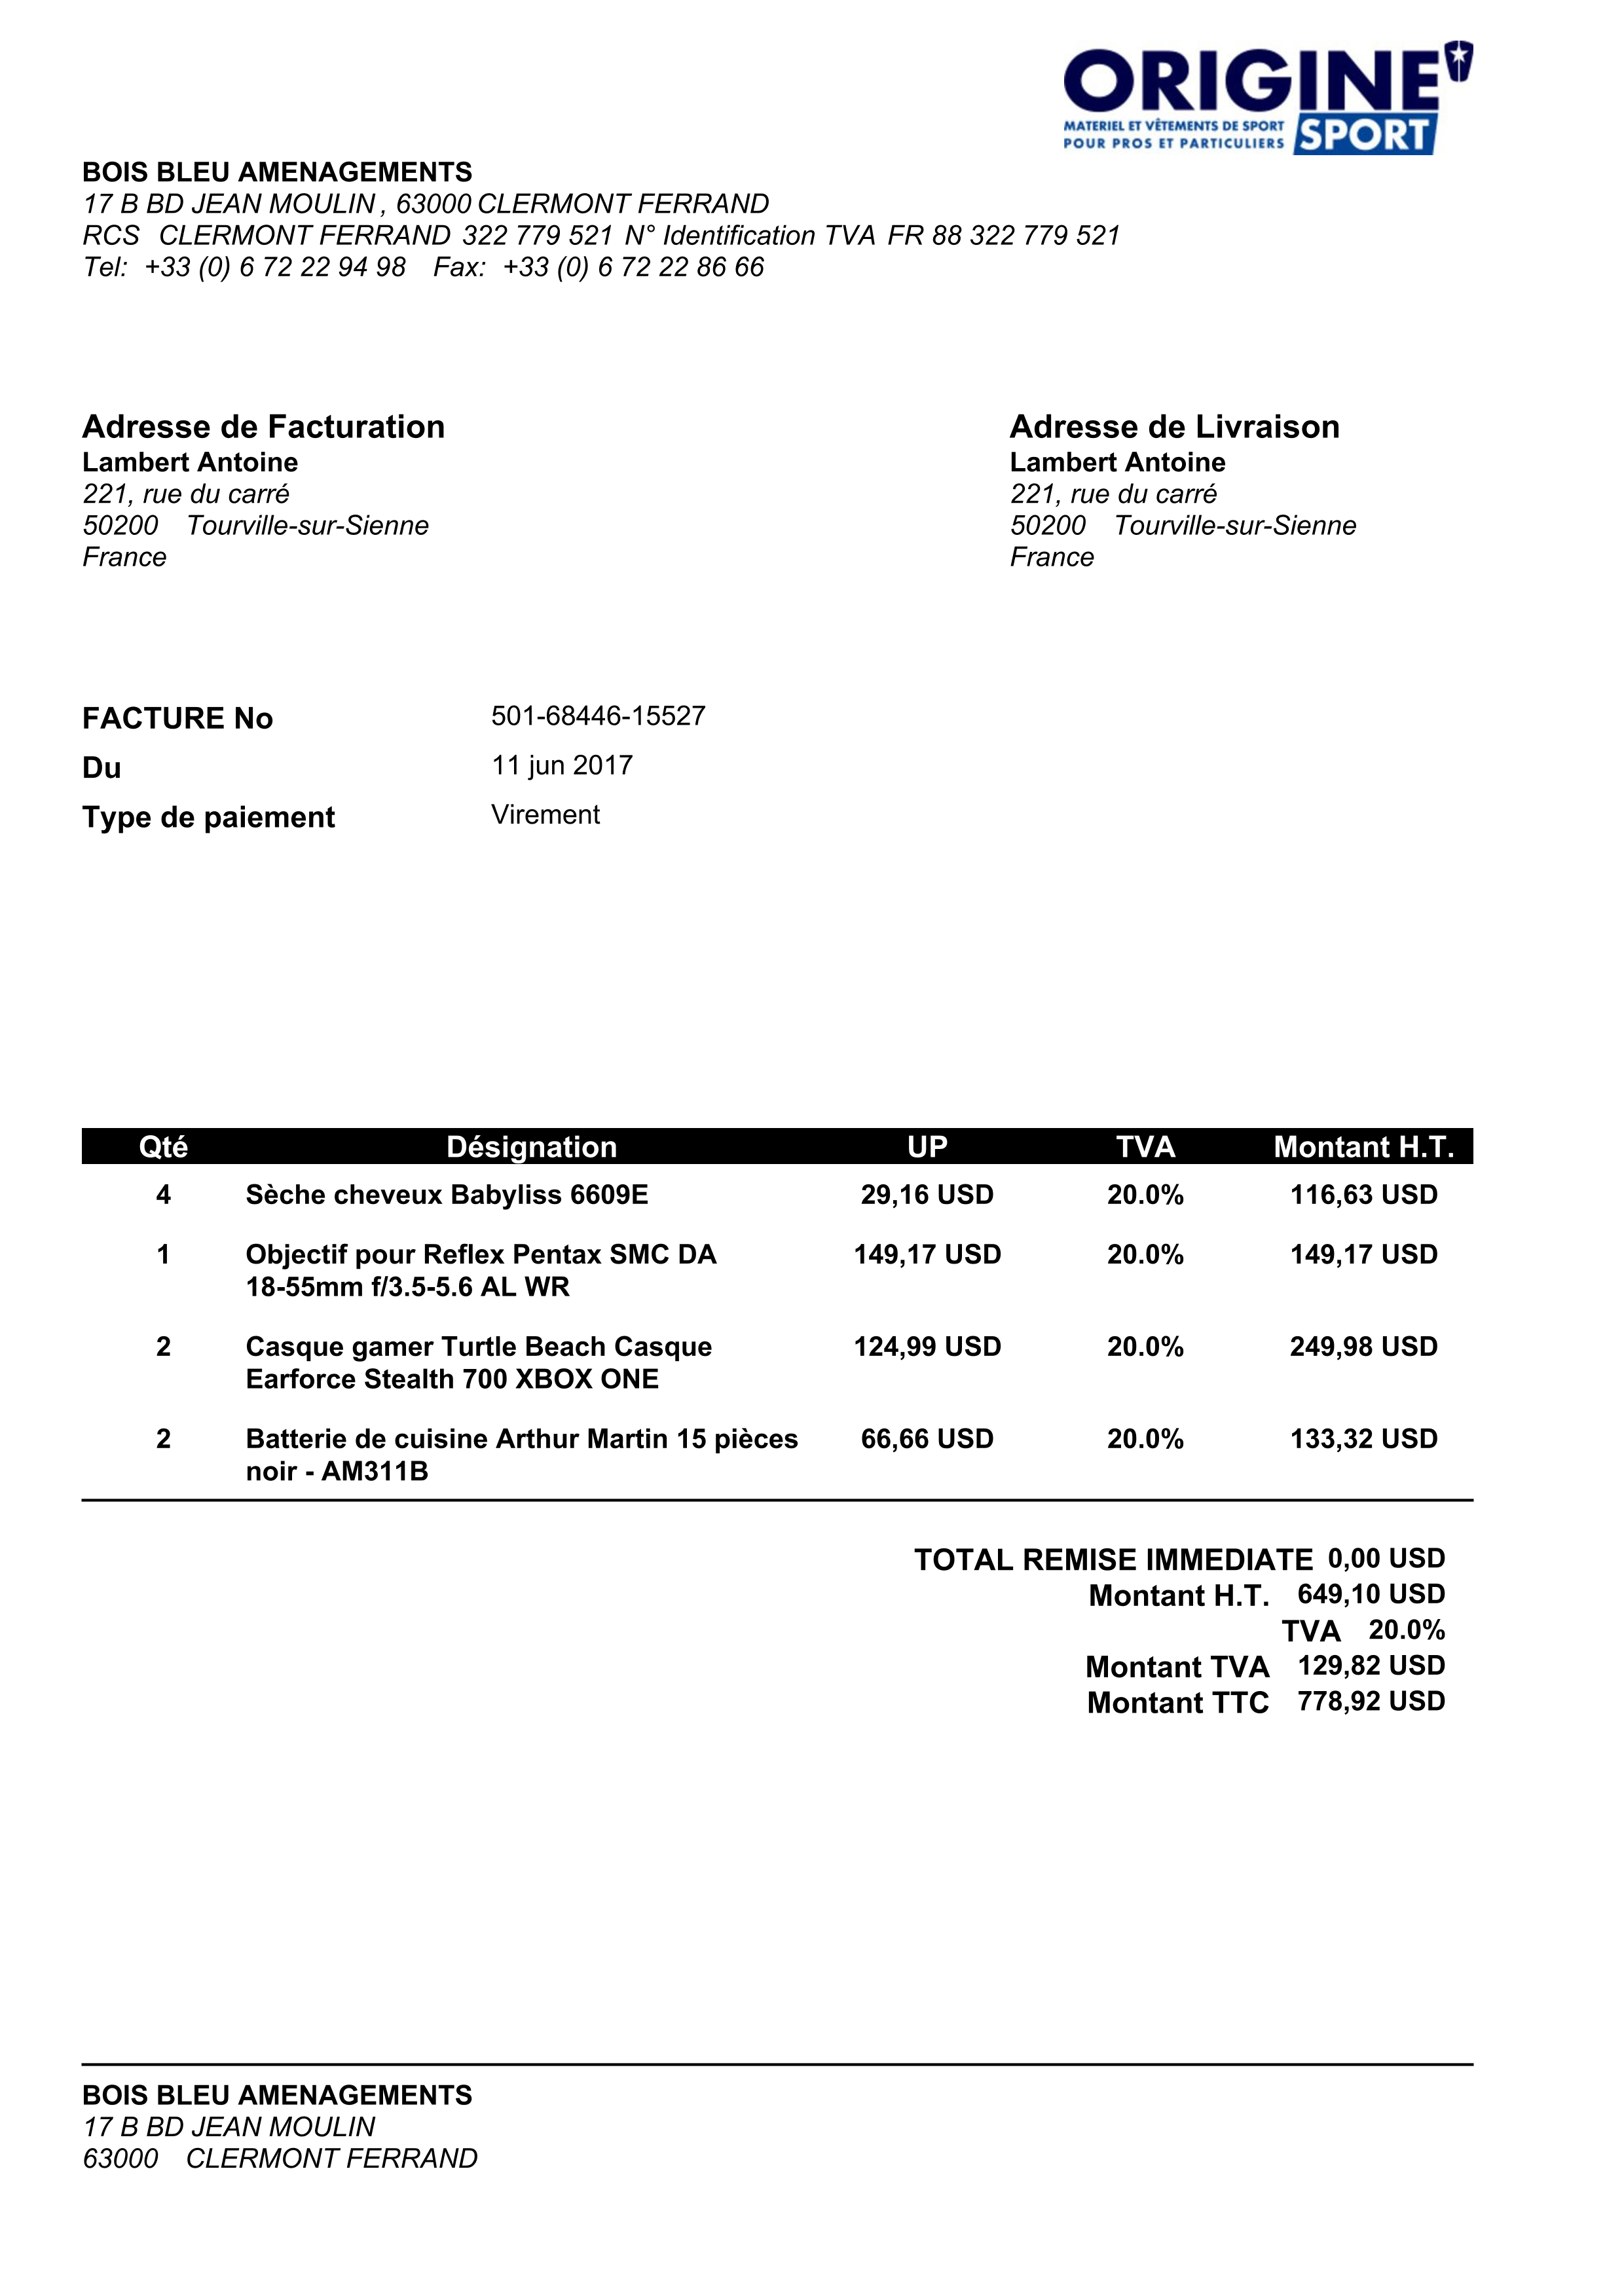 ORIGINE
MATERIEL ET VÊTEMENTS DE SPORT
POUR PROS ET PARTICULIERS
SPORT
BOIS BLEU AMENAGEMENTS
17 B BD JEAN MOULIN , 63000 CLERMONT FERRAND
RCS CLERMONT FERRAND 322 779 521 N° Identification TVA FR 88 322 779 521
Tel: +33 (0) 6 72 22 94 98 Fax: +33 (0) 6 72 22 86 66
Adresse de Facturation
Lambert Antoine
221, rue du carré
50200 Tourville-sur-Sienne
France
Adresse de Livraison
Lambert Antoine
221, rue du carré
50200 Tourville-sur-Sienne
France
FACTURE No 501-68446-15527
Du 11 jun 2017
Type de paiement Virement
Qté Désignation UP TVA Montant H.T.
4 Sèche cheveux Babyliss 6609E 29,16 USD 20.0% 116,63 USD
1 Objectif pour Reflex Pentax SMC DA 149,17 USD 20.0% 149,17 USD
18-55mm f/3.5-5.6 AL WR
2 Casque gamer Turtle Beach Casque 124,99 USD 20.0% 249,98 USD
Earforce Stealth 700 XBOX ONE
2 Batterie de cuisine Arthur Martin 15 pièces 66,66 USD 20.0% 133,32 USD
noir - AM311B
TOTAL REMISE IMMEDIATE 0,00 USD
Montant H.T. 649,10 USD
TVA 20.0%
Montant TVA 129,82 USD
Montant TTC 778,92 USD
BOIS BLEU AMENAGEMENTS
17 B BD JEAN MOULIN
63000 CLERMONT FERRAND